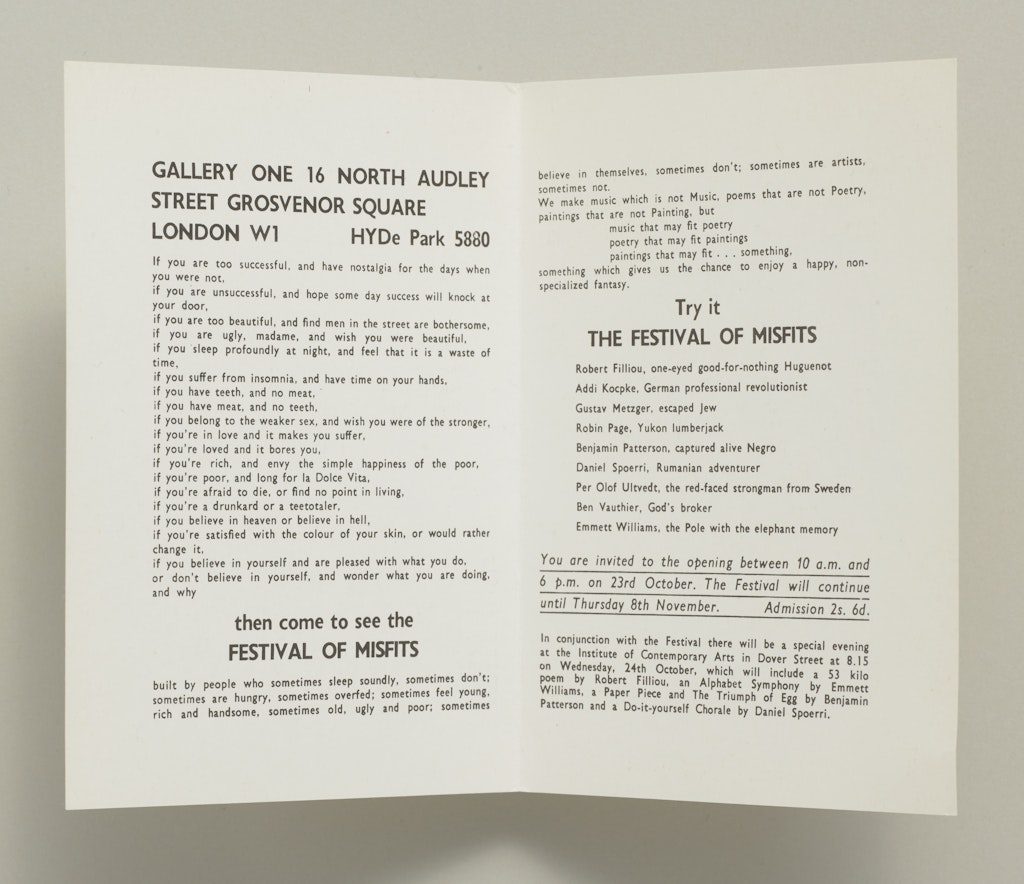 GALLERY ONE 16 NORTH AUDLEY
STREET GROSVENOR SQUARE
LONDON W1 HYDe Park 5880
If you are too successful, and have nostalgia for the days when
you were not,
if you are unsuccessful, and hope some day success will knock at
your door,
if you are too beautiful, and find men in the street are bothersome,
if you are ugly, madame, and wish you were beautiful,
if you sleep profoundly at night, and feel that it is a waste of
time,
if you suffer from insomnia, and have time on your hands,
if you have teeth, and no meat,
if you have meat, and no teeth,
if you belong to the weaker sex, and wish you were of the stronger,
if you're in love and it makes you suffer,
if you're loved and it bores you,
if you're rich, and envy the simple happiness of the poor,
if you're poor, and long for la Dolce Vita,
if you're afraid to die, or find no point in living,
if you're a drunkard or a teetotaler,
if you believe in heaven or believe in hell,
if you're satisfied with the colour of your skin, or would rather
change it,
if you believe in yourself and are pleased with what you do,
or don't believe in yourself, and wonder what you are doing,
and why
then come to see the
FESTIVAL OF MISFITS
built by people who sometimes sleep soundly, sometimes don't;
sometimes are hungry, sometimes overfed; sometimes feel young,
rich and handsome, sometimes old, ugly and poor; sometimes
believe in themselves, sometimes don't; sometimes are artists,
sometimes not.
We make music which is not Music, poems that are not Poetry,
paintings that are not Painting, but
music that may fit poetry
poetry that may fit paintings
paintings that may fit . . . something,
something which gives us the chance to enjoy a happy, non-
specialized fantasy.
Try it
THE FESTIVAL OF MISFITS
Robert Filliou, one-eyed good-for-nothing Huguenot
Addi Kocpke, German professional revolutionist
Gustav Metzger, escaped Jew
Robin Page, Yukon lumberjack
Benjamin Patterson, captured alive Negro
Daniel Spoerri, Rumanian adventurer
Per Olof Ultvedt, the red-faced strongman from Sweden
Ben Vauthier, God's broker
Emmett Williams, the Pole with the elephant memory
You are invited to the opening between 10 a.m. and
6 p.m. on 23rd October. The Festival will continue
until Thursday 8th November. Admission 2s. 6d.
In conjunction with the Festival there will be a special evening
at the Institute of Contemporary Arts in Dover Street at 8.15
on Wednesday, 24th October, which will include a 53 kilo
poem by Robert Filliou, an Alphabet Symphony by Emmett
Williams, a Paper Piece and The Triumph of Egg by Benjamin
Patterson and a Do-it-yourself Chorale by Daniel Spoerri.